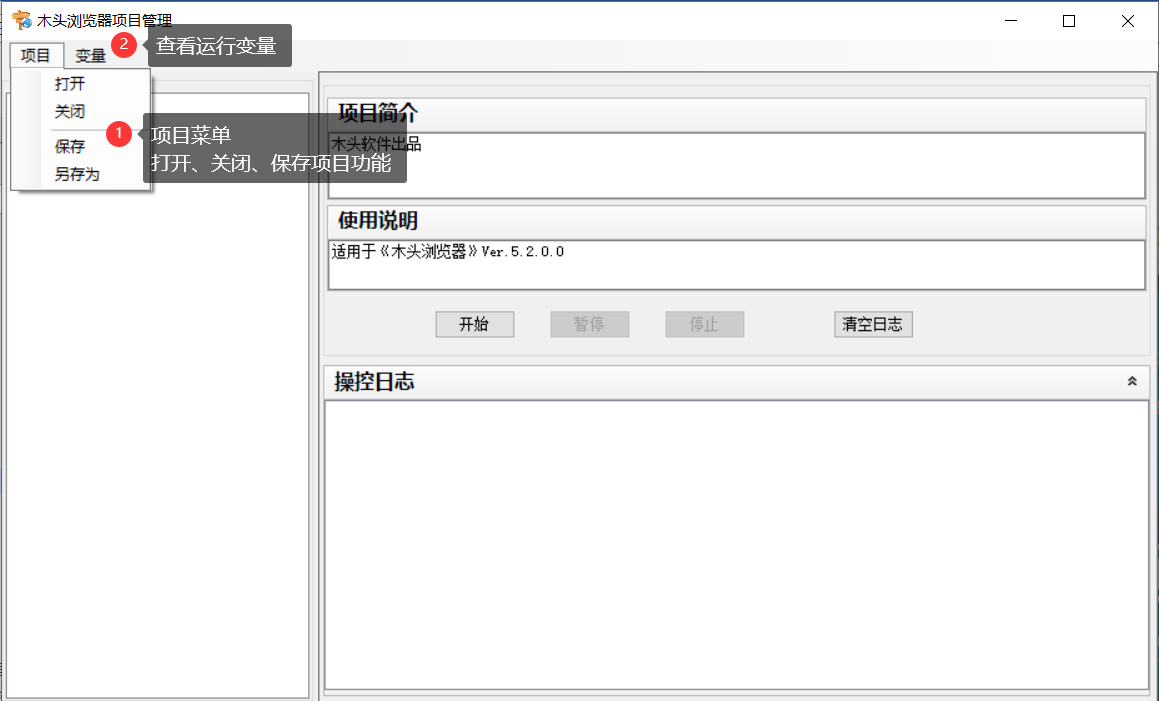 木头浏览器项目管理
项目 变量 2 查看运行变量
打开
关闭
保存
另存为
1 项目菜单
打开、关闭、保存项目功能
项目简介
木头软件出品
使用说明
适用于《木头浏览器》Ver.5.2.0.0
开始 暂停 停止 清空日志
操控日志